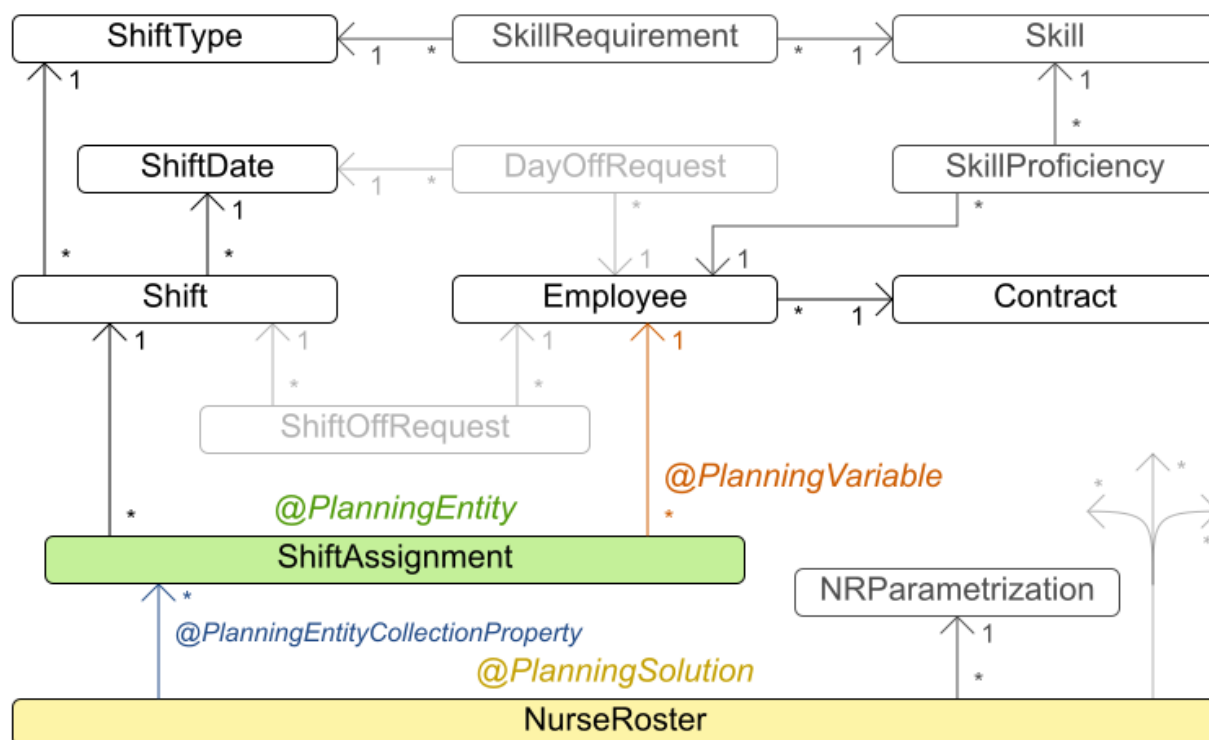 ShiftType
SkillRequirement
Skill
1
*
*
1
1
1
*
ShiftDate
DayOffRequest
SkillProficiency
1
*
1
*
*
*
*
1
1
Shift
Employee
Contract
*
1
1
1
1
1
*
*
ShiftOffRequest
@PlanningVariable
@PlanningEntity
*
*
*
*
ShiftAssignment
*
NRParametrization
*
@PlanningEntityCollectionProperty
1
@PlanningSolution
*
NurseRoster